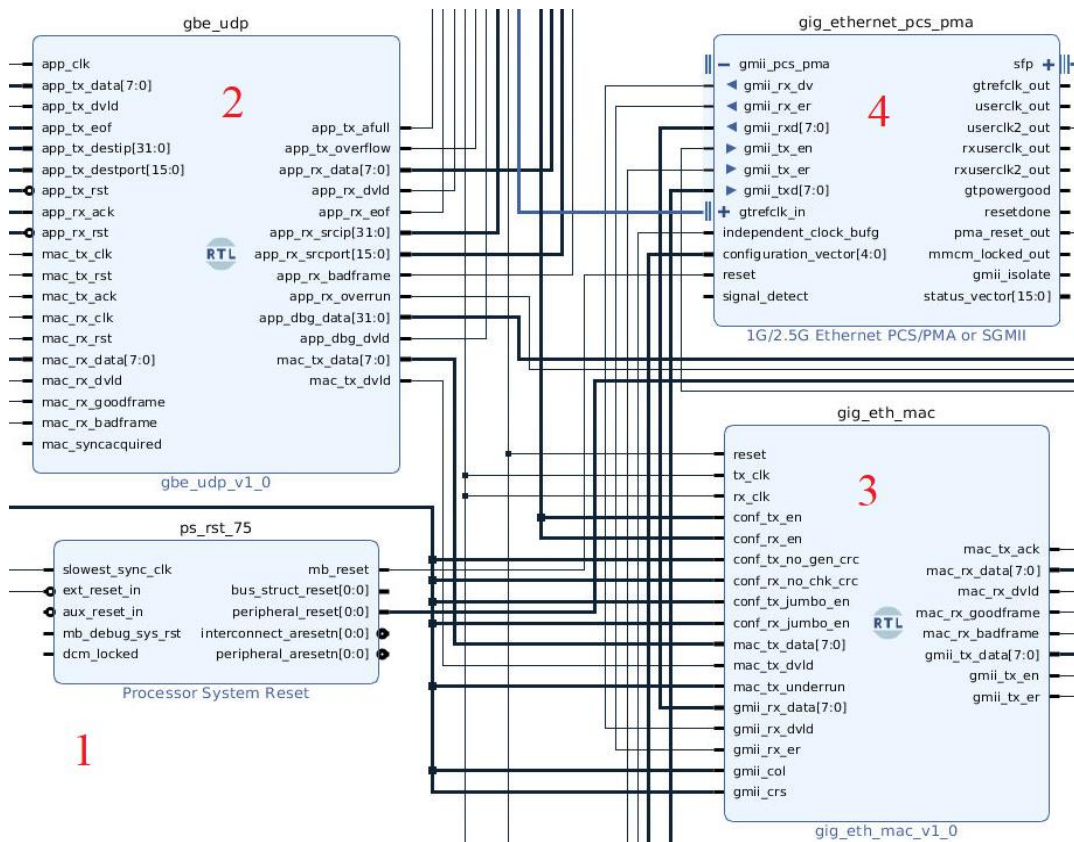 gbe_udp
2
app_clk
app_tx_data[7:0]
app_tx_dvld
app_tx_eof
app_tx_destip[31:0]
app_tx_destport[15:0]
app_tx_rst
app_rx_ack
app_rx_rst
mac_tx_clk
mac_tx_rst
mac_tx_ack
mac_rx_clk
mac_rx_rst
mac_rx_data[7:0]
mac_rx_dvld
mac_rx_goodframe
mac_rx_badframe
mac_syncacquired
RTL
app_tx_afull
app_tx_overflow
app_rx_data[7:0]
app_rx_dvld
app_rx_eof
app_rx_srcip[31:0]
app_rx_srcport[15:0]
app_rx_badframe
app_rx_overrun
app_dbg_data[31:0]
app_dbg_dvld
mac_tx_data[7:0]
mac_tx_dvld
gbe_udp_v1_0
gig_ethernet_pcs_pma
4
gmii_pcs_pma
gmii_rx_dv
gmii_rx_er
gmii_rxd[7:0]
gmii_tx_en
gmii_tx_er
gmii_txd[7:0]
gtrefclk_in
independent_clock_bufg
configuration_vector[4:0]
reset
signal_detect
sfp
gtrefclk_out
userclk_out
userclk2_out
rxuserclk_out
rxuserclk2_out
gtpowergood
resetdone
pma_reset_out
mmcm_locked_out
gmii_isolate
status_vector[15:0]
1G/2.5G Ethernet PCS/PMA or SGMII
ps_rst_75
slowest_sync_clk
ext_reset_in
aux_reset_in
mb_debug_sys_rst
dcm_locked
mb_reset
bus_struct_reset[0:0]
peripheral_reset[0:0]
interconnect_aresetn[0:0]
peripheral_aresetn[0:0]
Processor System Reset
1
gig_eth_mac
3
reset
tx_clk
rx_clk
conf_tx_en
conf_rx_en
conf_tx_no_gen_crc
conf_rx_no_chk_crc
conf_tx_jumbo_en
conf_rx_jumbo_en
mac_tx_data[7:0]
mac_tx_dvld
mac_tx_underrun
gmii_rx_data[7:0]
gmii_rx_dvld
gmii_rx_er
gmii_col
gmii_crs
RTL
mac_tx_ack
mac_rx_data[7:0]
mac_rx_dvld
mac_rx_goodframe
mac_rx_badframe
gmii_tx_data[7:0]
gmii_tx_en
gmii_tx_er
gig_eth_mac_v1_0